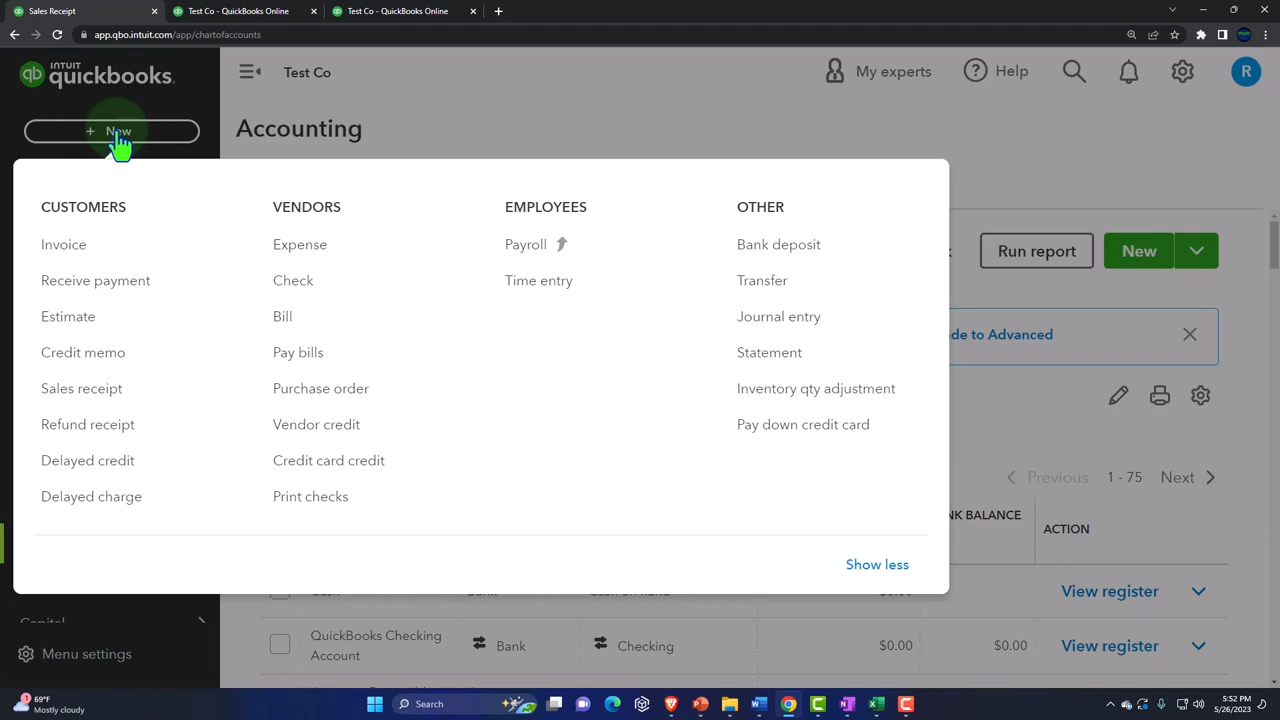 Sales Receipt
Test Co – QuickBooks Online
Test Co QuickBooks Online
app.qbo.intuit.com/app/chartofaccounts
INTUIT
quickbooks.
Test Co
My experts
Help
R
+ New
Accounting
CUSTOMERS
Invoice
Receive payment
Estimate
Credit memo
Sales receipt
Refund receipt
Delayed credit
Delayed charge
VENDORS
Expense
Check
Bill
Pay bills
Purchase order
Vendor credit
Credit card credit
Print checks
EMPLOYEES
Payroll
Time entry
OTHER
Bank deposit
Transfer
Journal entry
Statement
Inventory qty adjustment
Pay down credit card
Show less
Run report
New
de to Advanced
Previous 1 - 75 Next
NK BALANCE
ACTION
View register
QuickBooks Checking
Account
Bank
Checking
$0.00
$0.00
View register
Menu settings
69°F
Mostly cloudy
Search
5:52 PM
5/26/2023